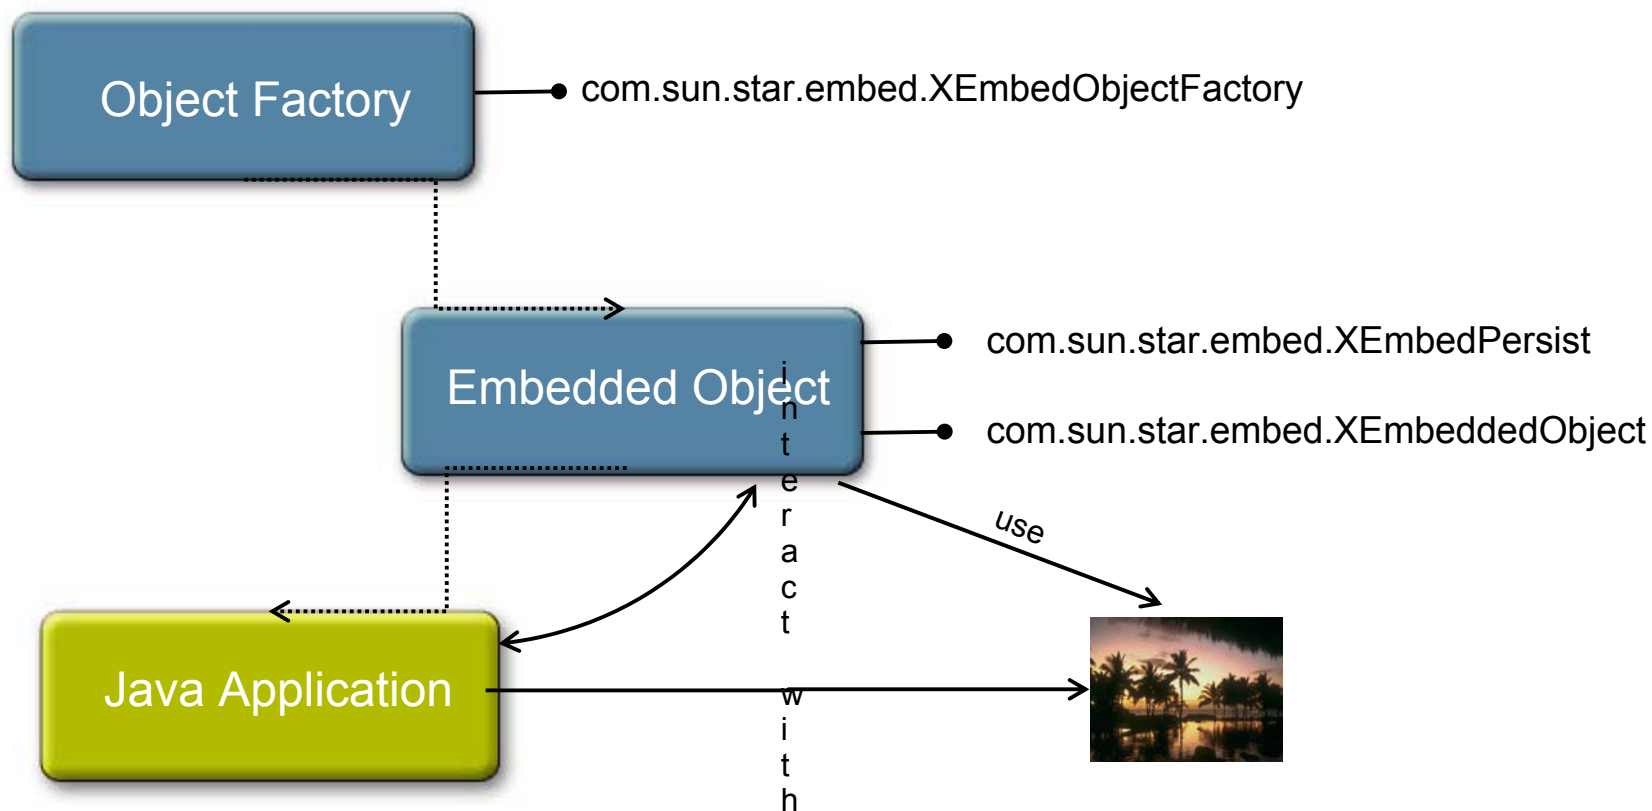 Object Factory
com.sun.star.embed.XEmbedObjectFactory
com.sun.star.embed.XEmbedPersist
Embedded Object
com.sun.star.embed.XEmbeddedObject
interact with
use
Java Application